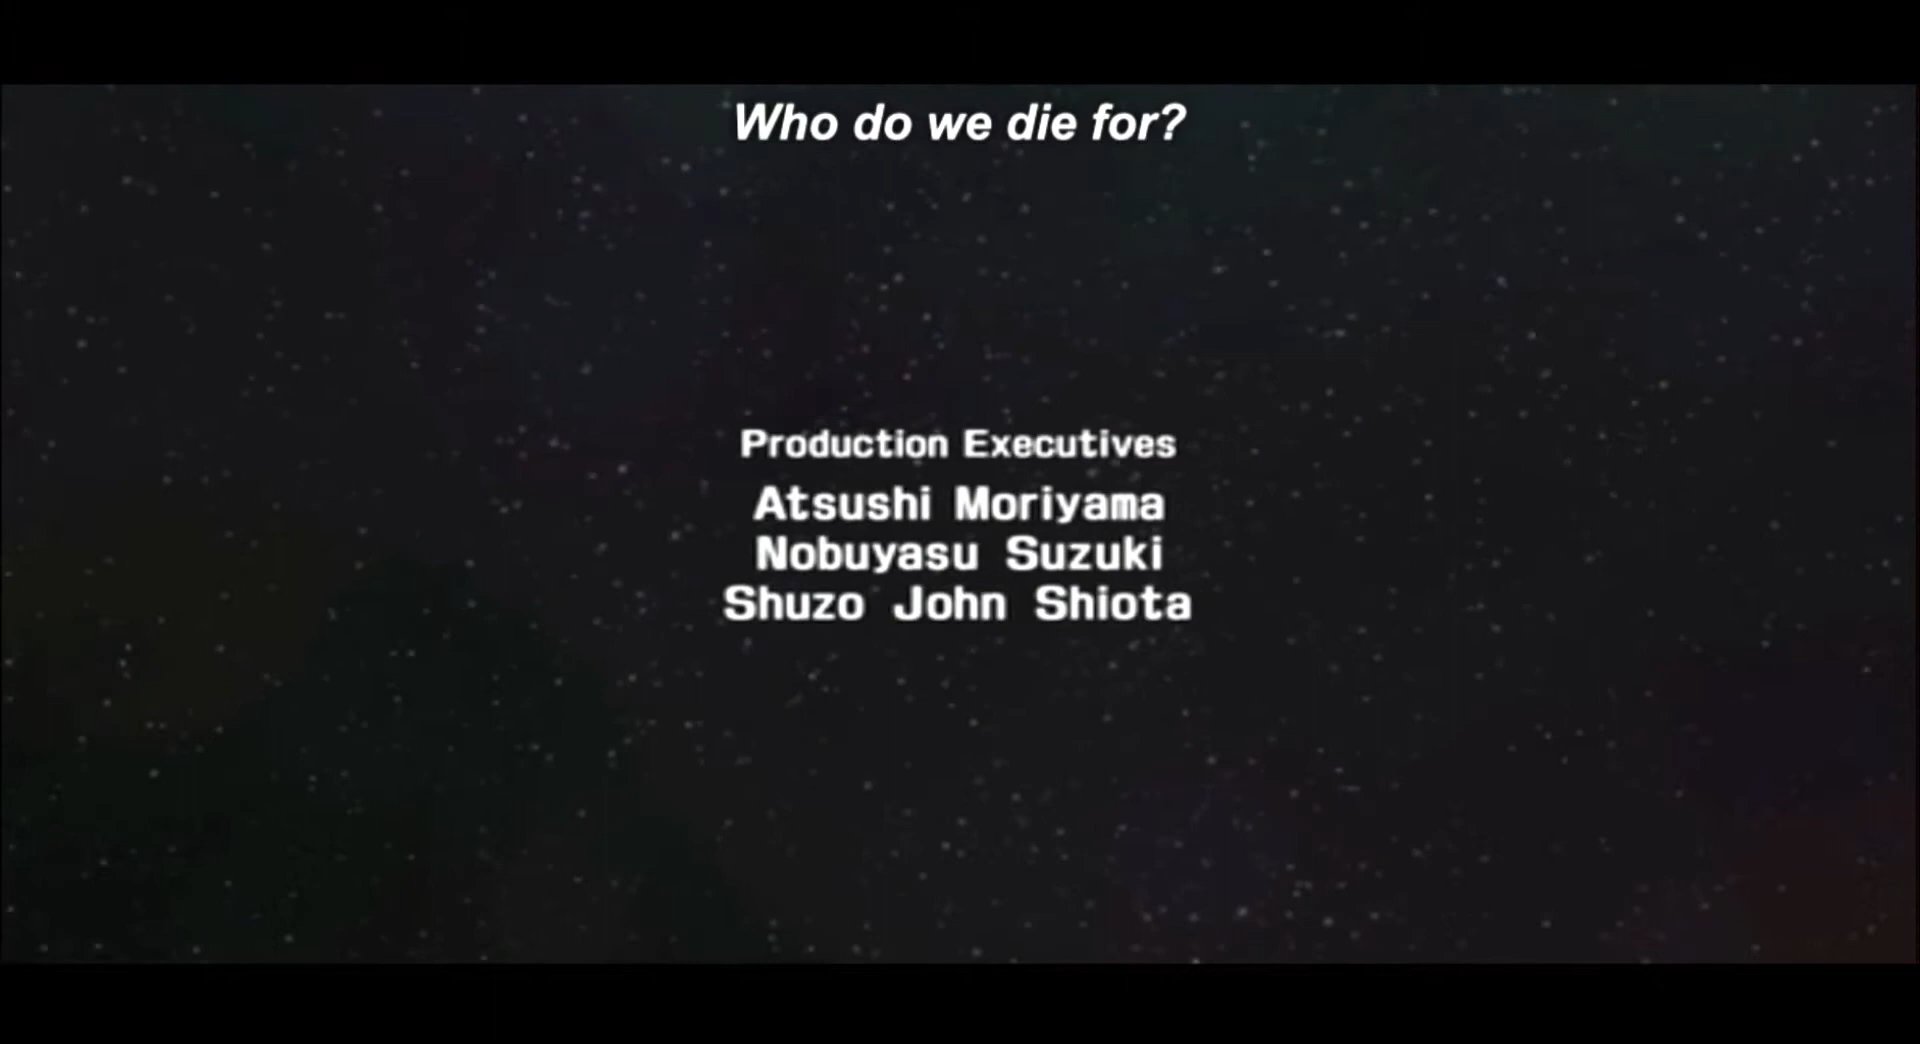 Who do we die for?
Production Executives
Atsushi Moriyama
Nobuyasu Suzuki
Shuzo John Shiota